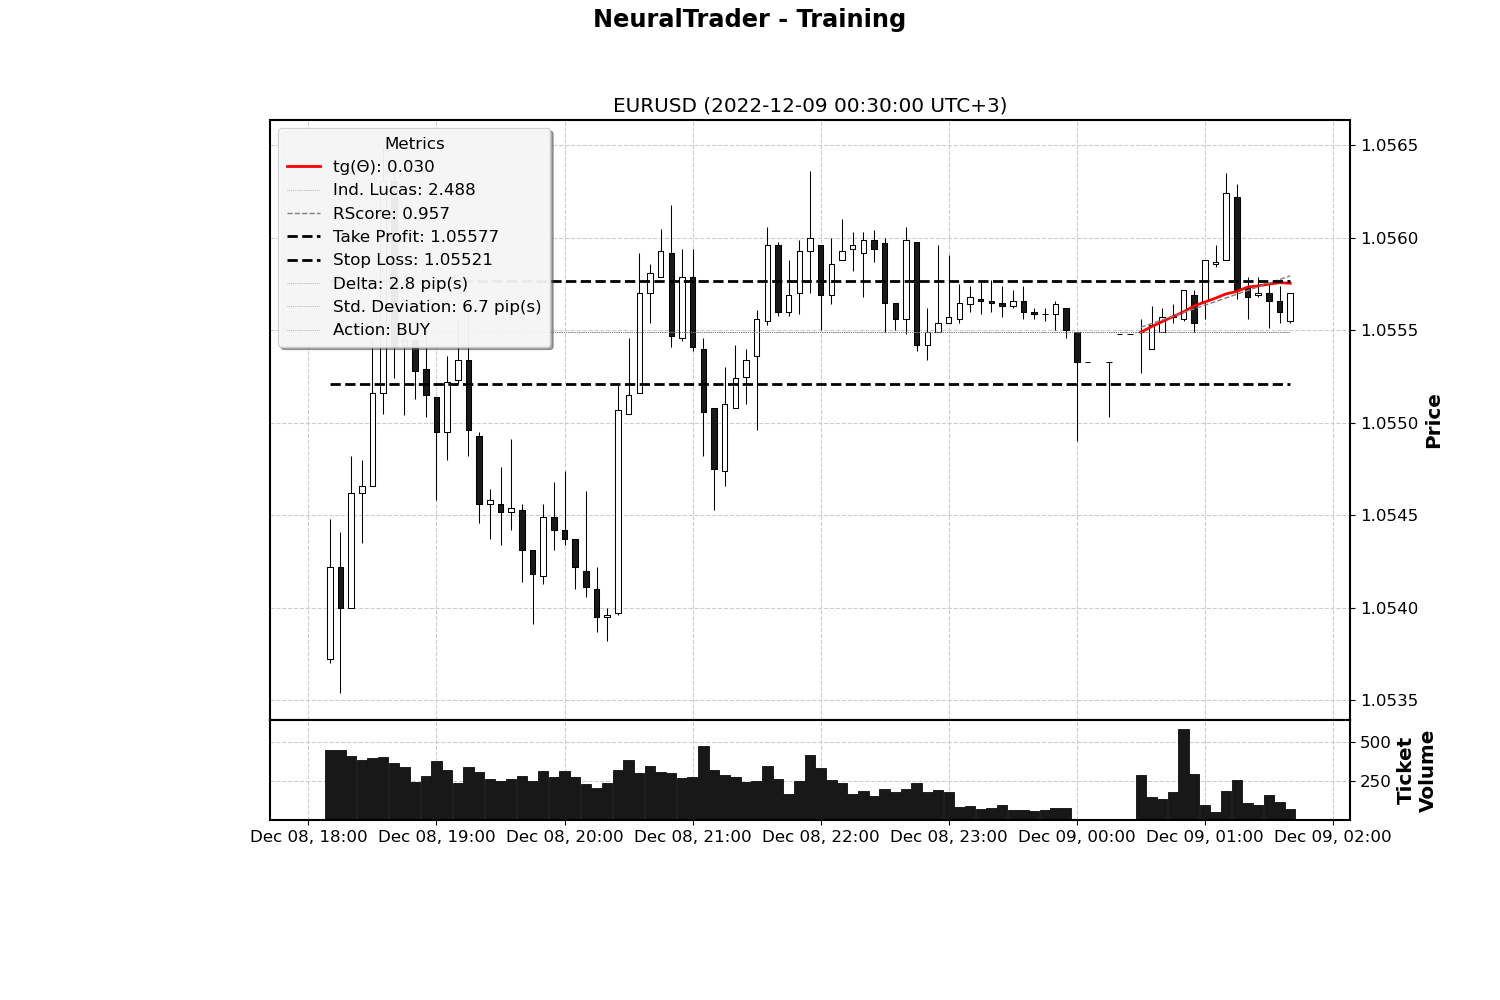 NeuralTrader - Training
EURUSD (2022-12-09 00:30:00 UTC+3)
Metrics
tg(Θ): 0.030
Ind. Lucas: 2.488
RScore: 0.957
Take Profit: 1.05577
Stop Loss: 1.05521
Delta: 2.8 pip(s)
Std. Deviation: 6.7 pip(s)
Action: BUY
1.0565
1.0560
1.0555
1.0550
1.0545
1.0540
1.0535
Price
500
250
Ticket
Volume
Dec 08, 18:00
Dec 08, 19:00
Dec 08, 20:00
Dec 08, 21:00
Dec 08, 22:00
Dec 08, 23:00
Dec 09, 00:00
Dec 09, 01:00
Dec 09, 02:00